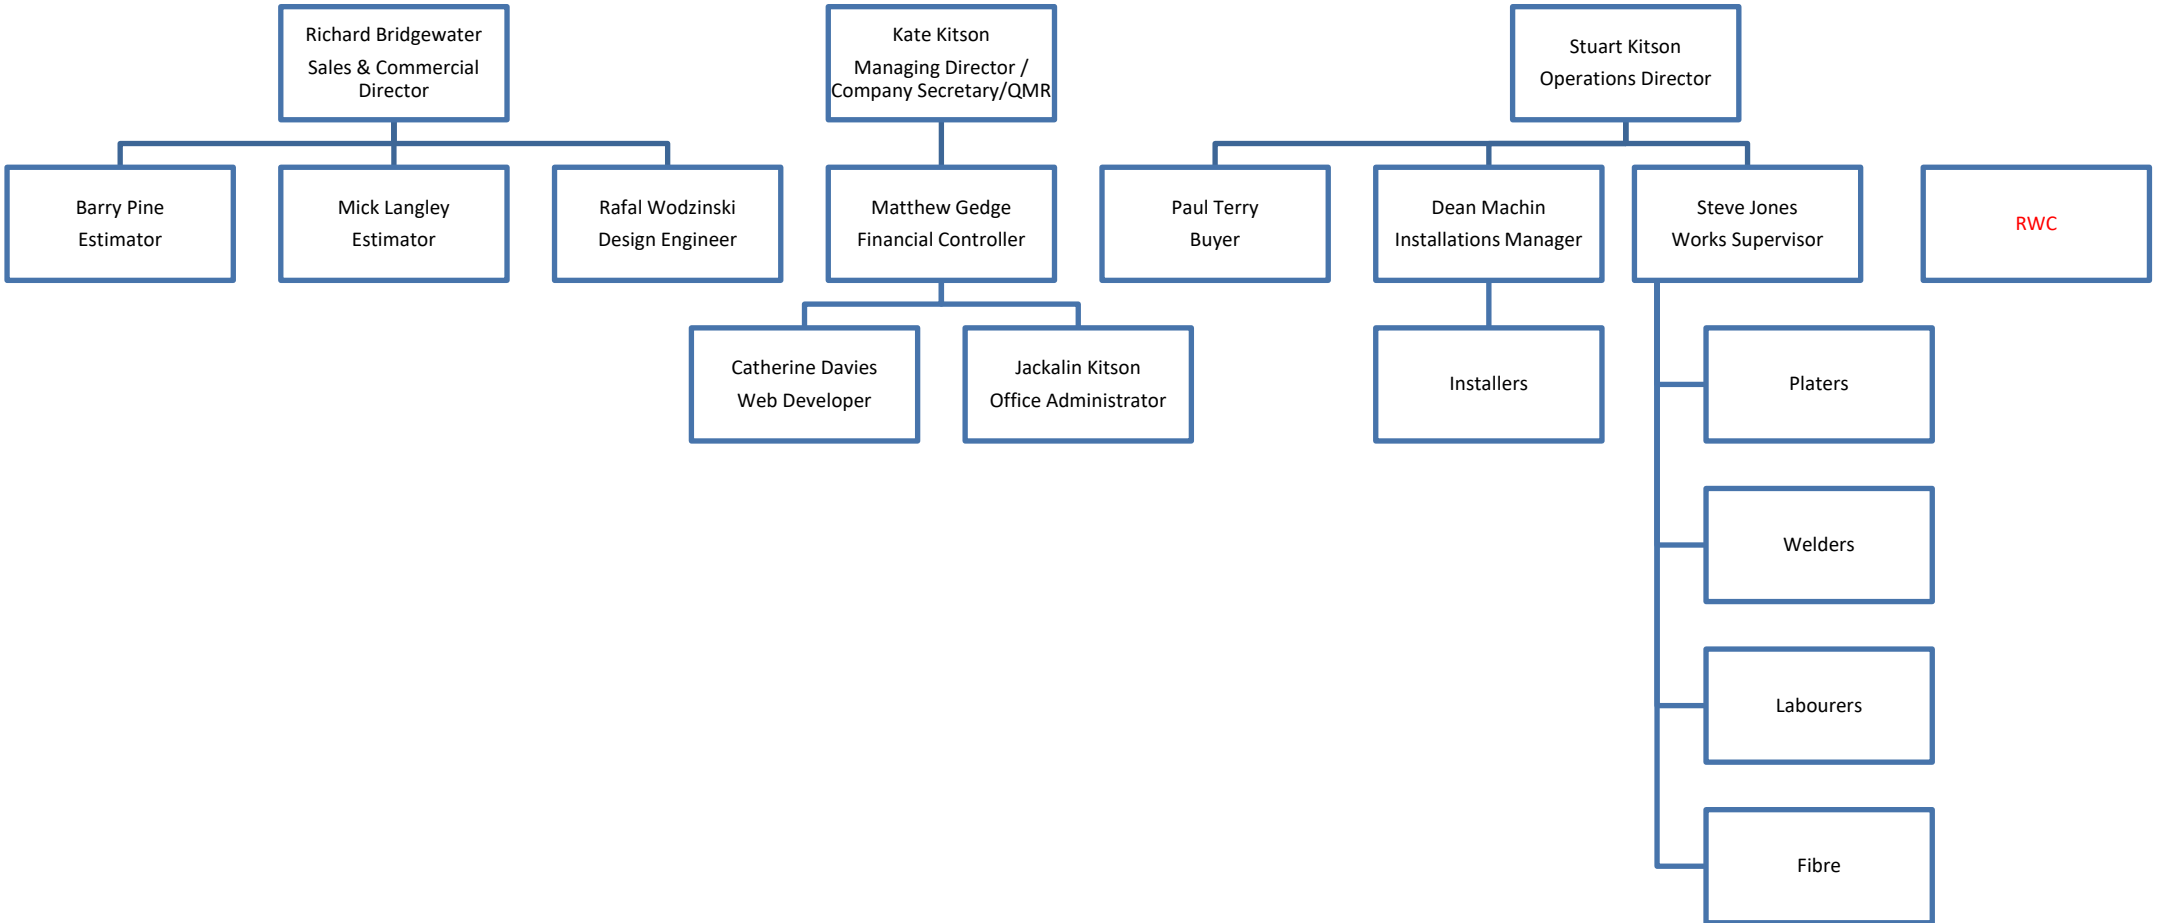 Richard Bridgewater
Sales & Commercial
Director
Kate Kitson
Managing Director /
Company Secretary/QMR
Stuart Kitson
Operations Director
Barry Pine
Estimator
Mick Langley
Estimator
Rafal Wodzinski
Design Engineer
Matthew Gedge
Financial Controller
Paul Terry
Buyer
Dean Machin
Installations Manager
Steve Jones
Works Supervisor
RWC
Catherine Davies
Web Developer
Jackalin Kitson
Office Administrator
Installers
Platers
Welders
Labourers
Fibre